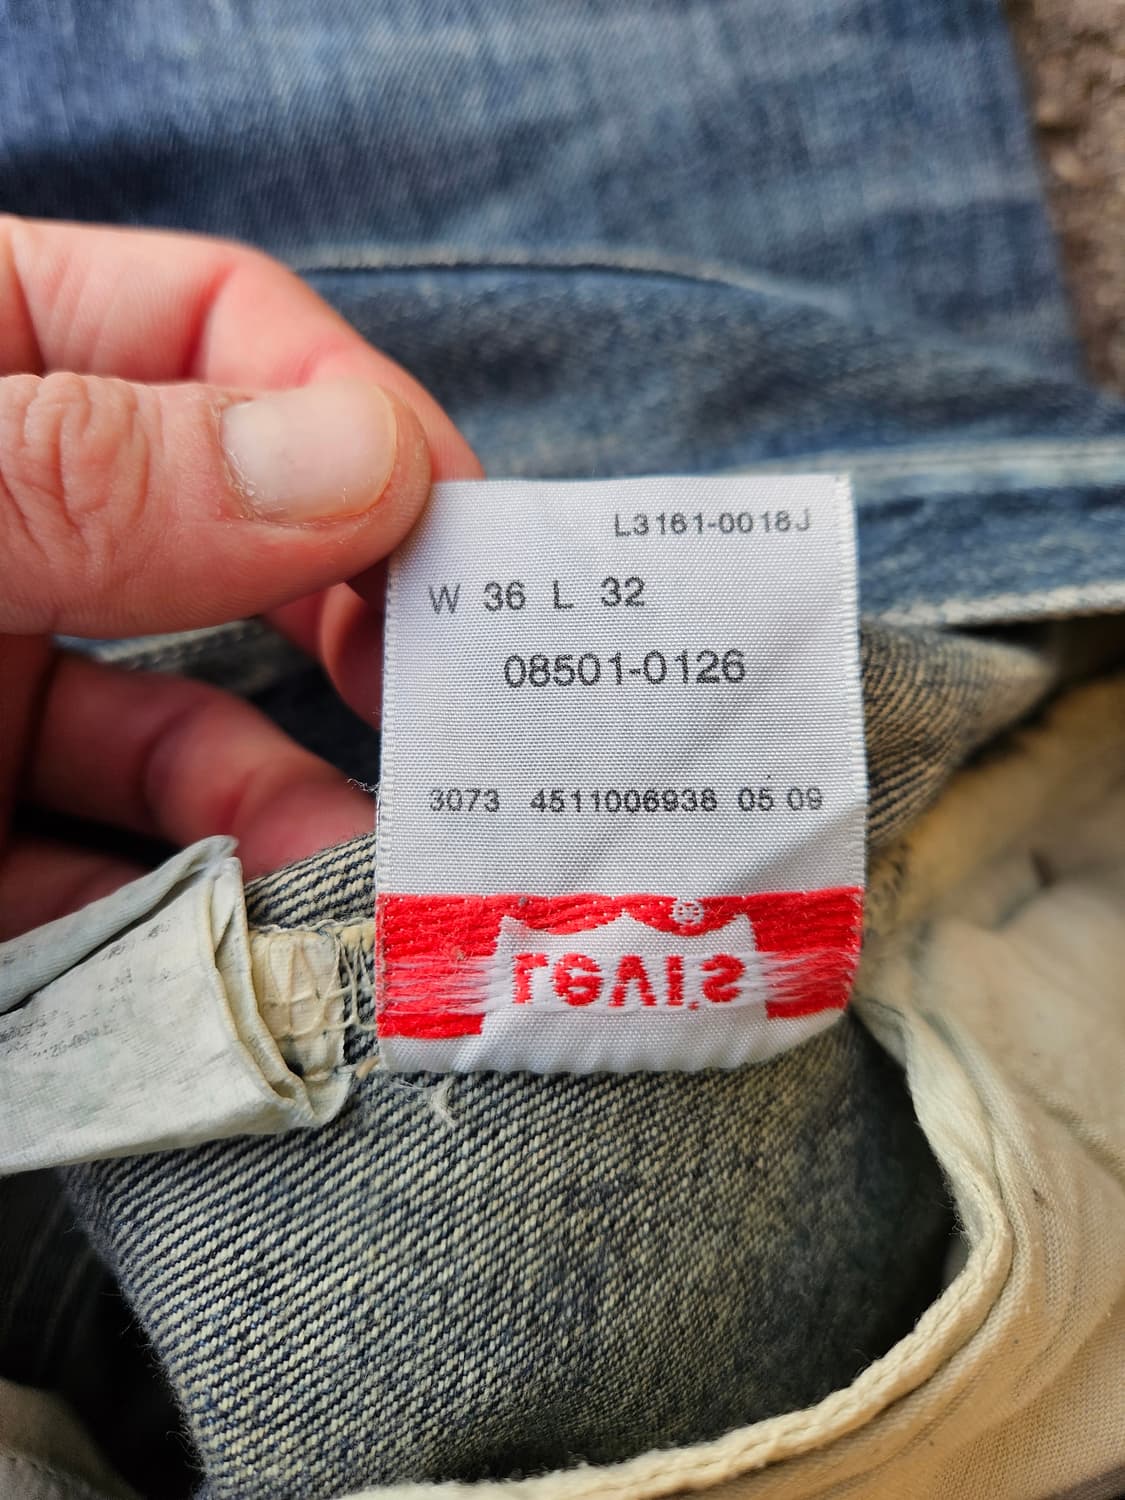 L3161-0018J
W 36 L 32
08501-0126
3073 4511006938 05 09
Levi's
®